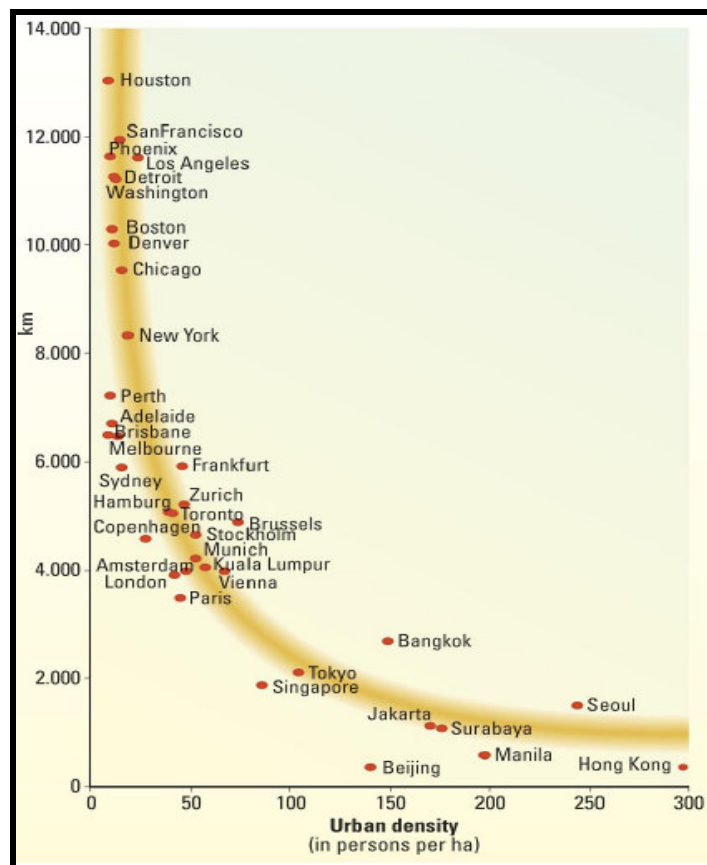 14.000
Houston
12.000
SanFrancisco
Phoenix
Los Angeles
Detroit
Washington
Boston
10.000
Denver
Chicago
km
New York
8.000
Perth
Adelaide
Brisbane
Melbourne
6.000
Frankfurt
Sydney
Zurich
Hamburg
Toronto
Brussels
Copenhagen
Stockholm
Munich
4.000
Amsterdam
Kuala Lumpur
London
Vienna
Paris
Bangkok
2.000
Tokyo
Singapore
Seoul
Jakarta
Surabaya
Manila
Beijing
Hong Kong
0
0 50 100 150 200 250 300
Urban density
(in persons per ha)